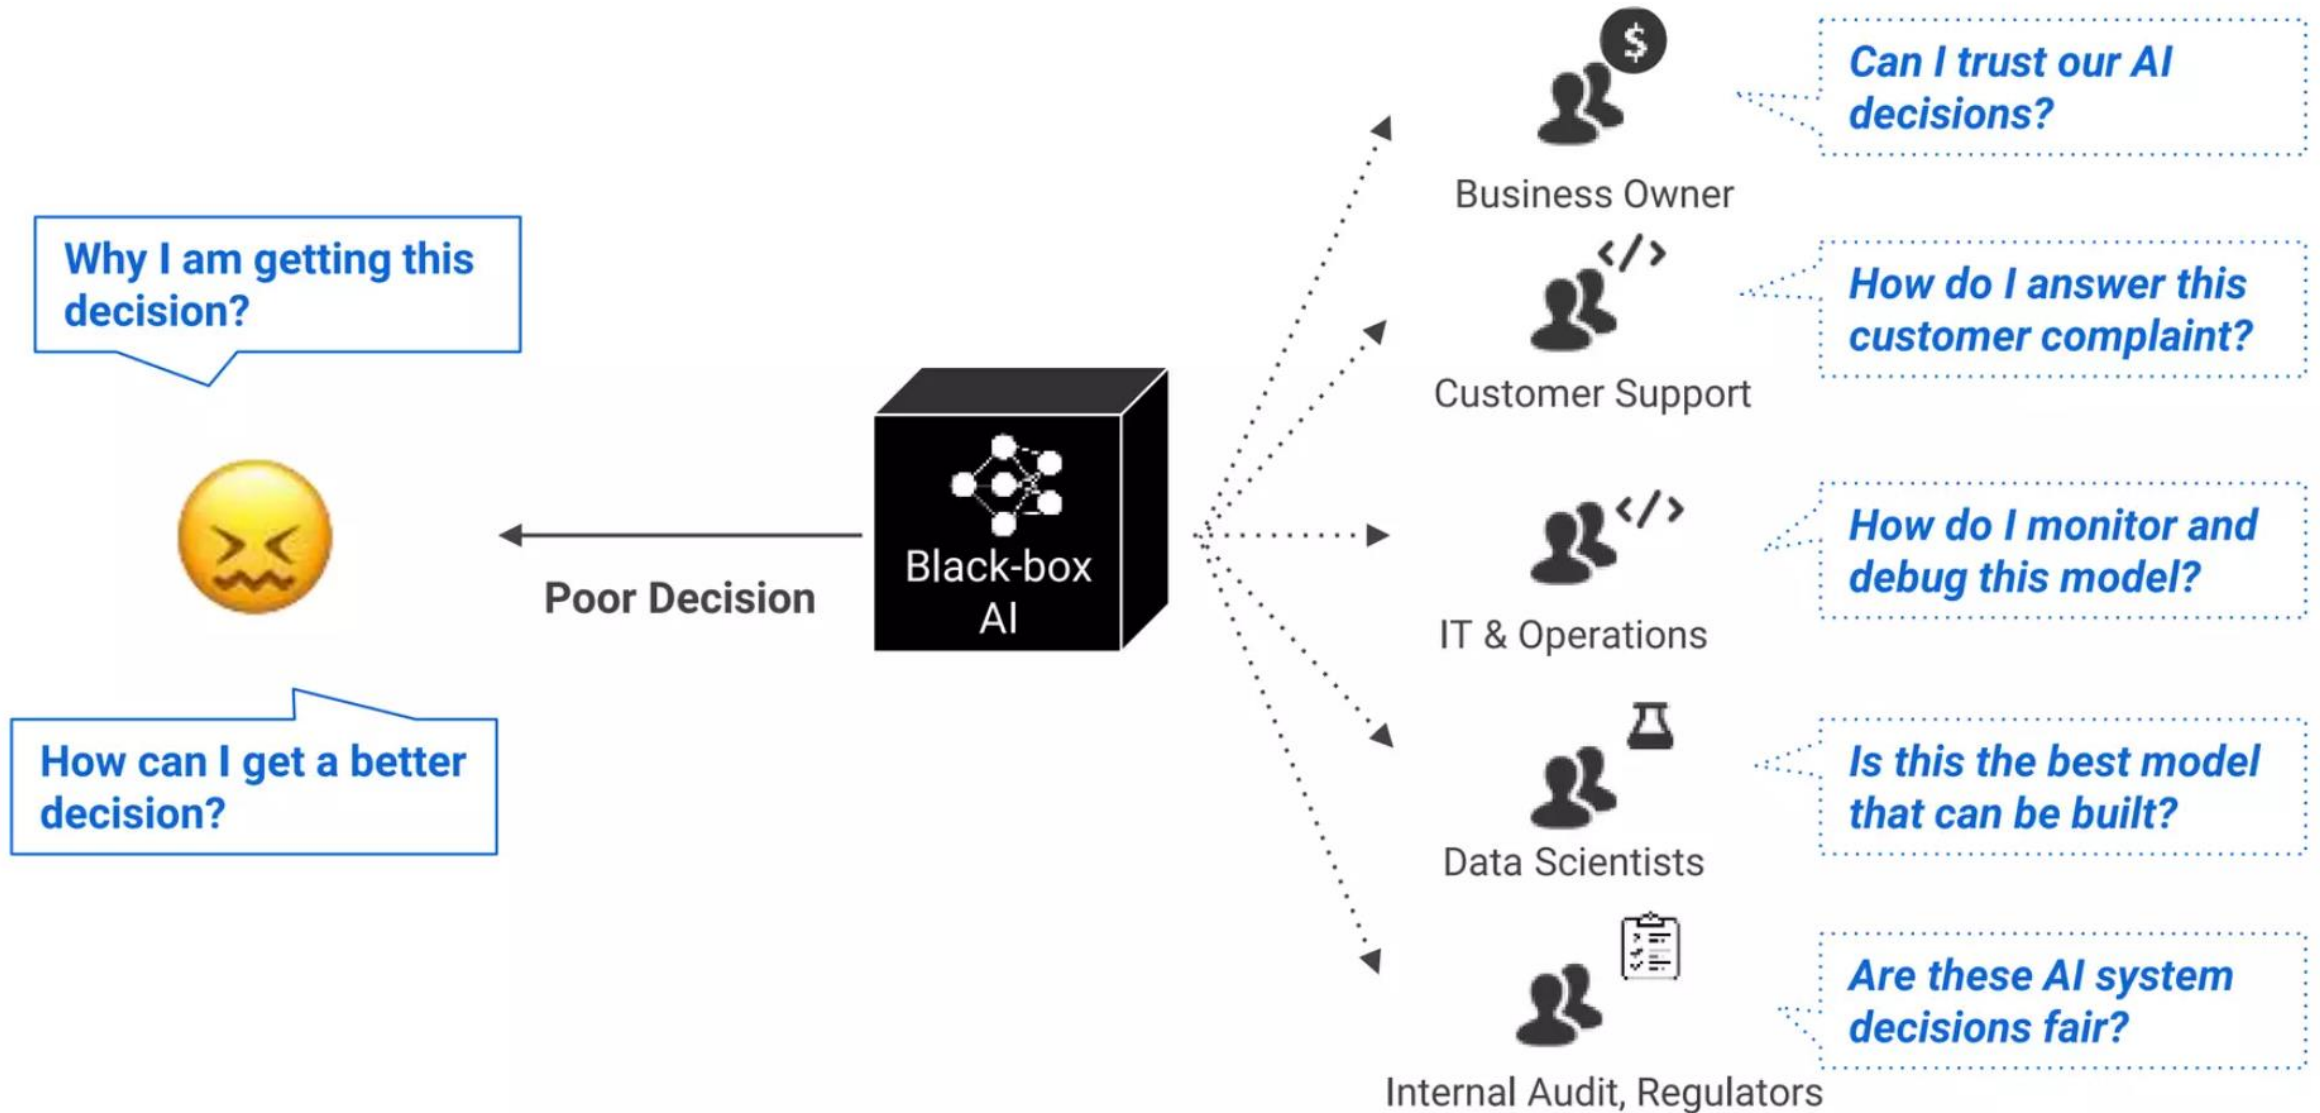 Why I am getting this
decision?
How can I get a better
decision?
Poor Decision
Black-box
AI
$
Business Owner
Can I trust our AI
decisions?
</>
Customer Support
How do I answer this
customer complaint?
</>
IT & Operations
How do I monitor and
debug this model?
Data Scientists
Is this the best model
that can be built?
Internal Audit, Regulators
Are these AI system
decisions fair?